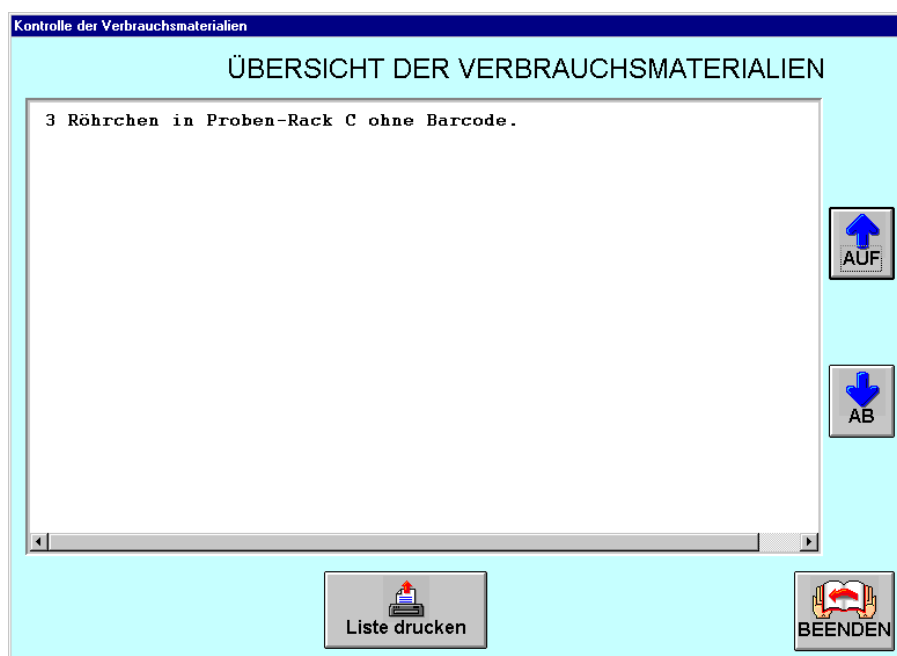 Kontrolle der Verbrauchsmaterialien
ÜBERSICHT DER VERBRAUCHSMATERIALIEN
3 Röhrchen in Proben-Rack C ohne Barcode.
AUF
AB
Liste drucken
BEENDEN